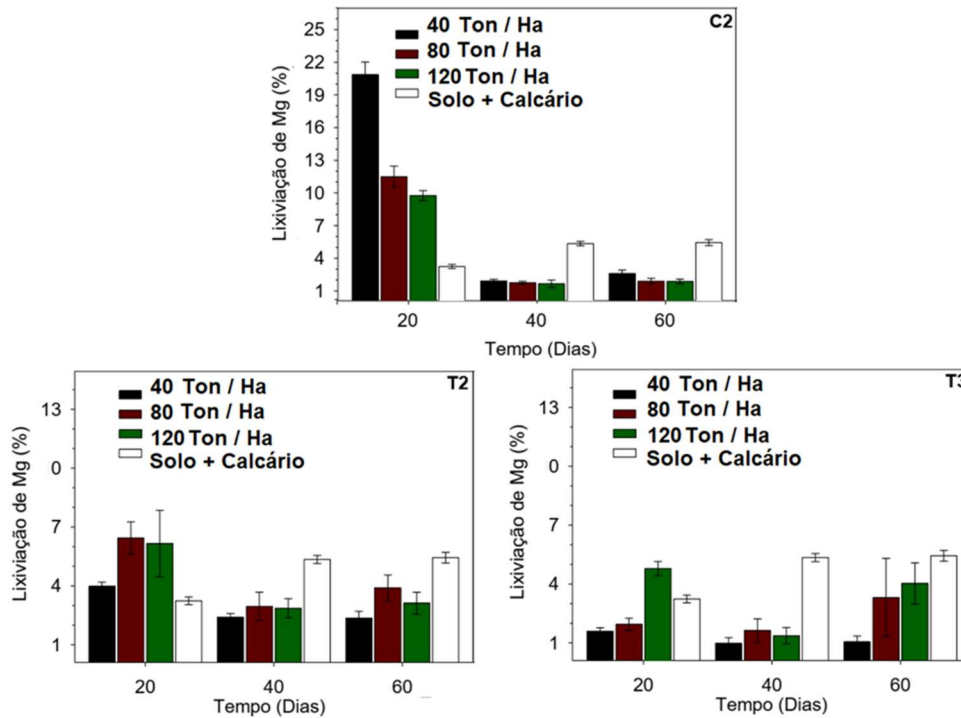 C2
40 Ton / Ha
80 Ton / Ha
120 Ton / Ha
Solo + Calcário
Lixiviação de Mg (%)
25
22
19
16
13
10
7
4
1
20 40 60
Tempo (Dias)
T2
40 Ton / Ha
80 Ton / Ha
120 Ton / Ha
Solo + Calcário
Lixiviação de Mg (%)
13
0
7
4
1
20 40 60
Tempo (Dias)
T3
40 Ton / Ha
80 Ton / Ha
120 Ton / Ha
Solo + Calcário
Lixiviação de Mg (%)
13
0
7
4
1
20 40 60
Tempo (Dias)